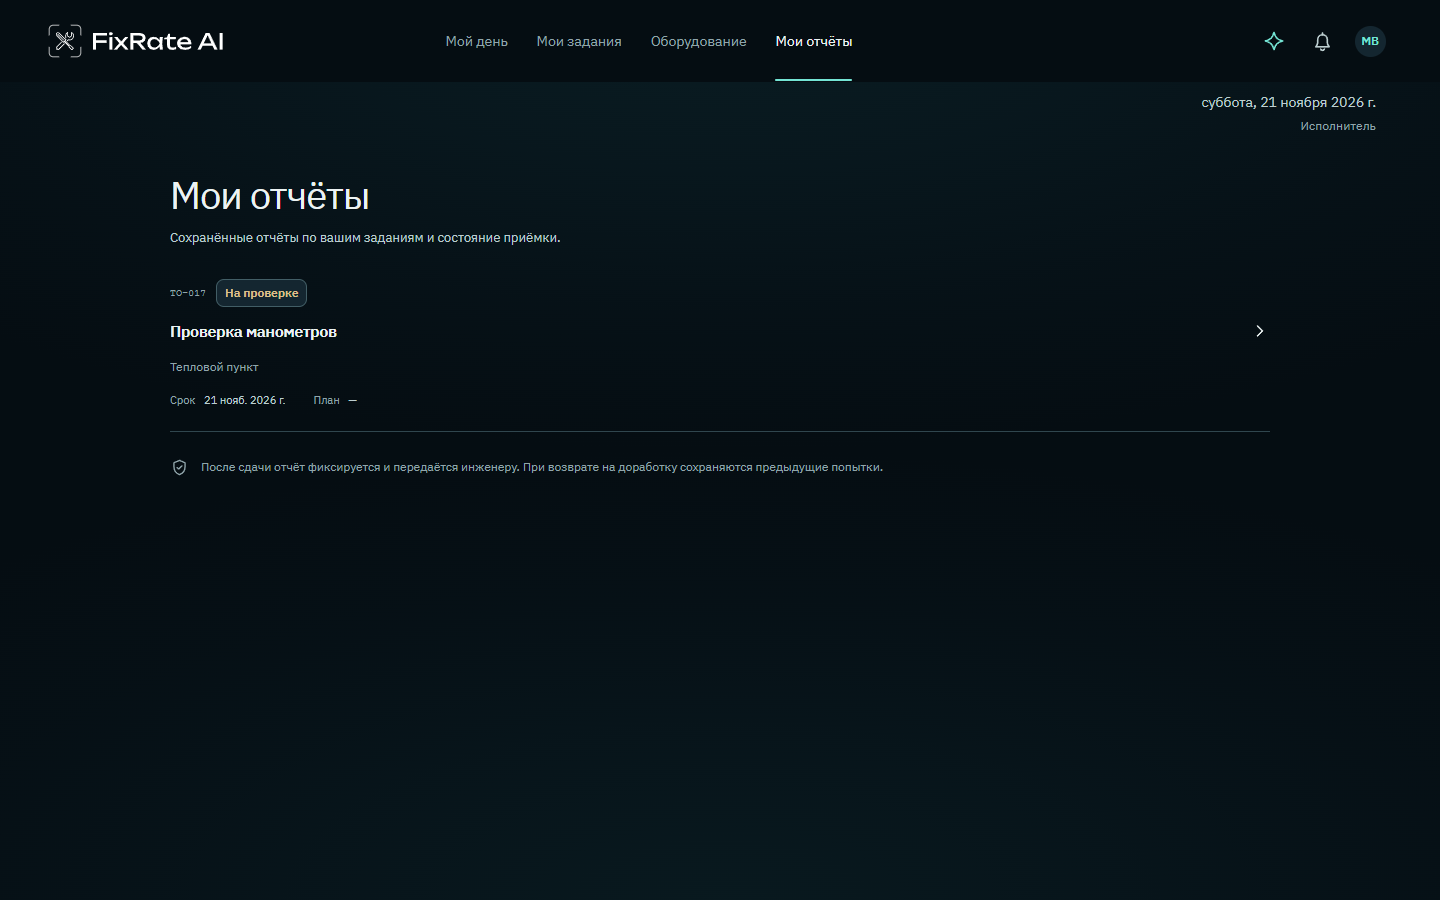 FixRate AI
Мой день
Мои задания
Оборудование
Мои отчёты
МВ
суббота, 21 ноября 2026 г.
Исполнитель
Мои отчёты
Сохранённые отчёты по вашим заданиям и состояние приёмки.
ТО-017
На проверке
Проверка манометров
Тепловой пункт
Срок 21 нояб. 2026 г. План —
После сдачи отчёт фиксируется и передаётся инженеру. При возврате на доработку сохраняются предыдущие попытки.